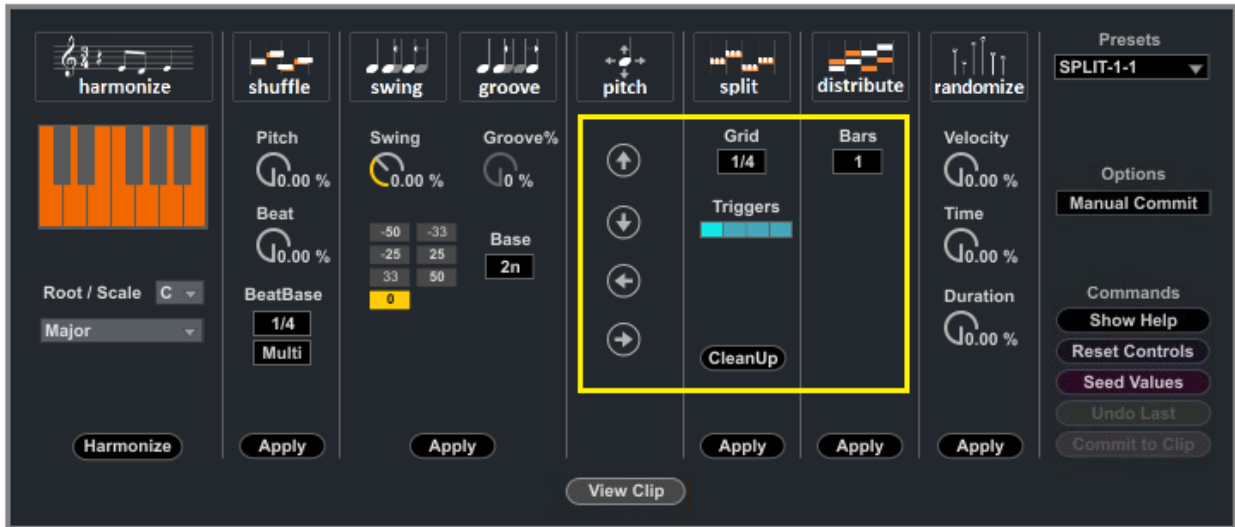 harmonize
shuffle
swing
groove
pitch
split
distribute
randomize
Presets
SPLIT-1-1
Root / Scale C
Major
Harmonize
Pitch
0.00 %
Beat
0.00 %
BeatBase
1/4
Multi
Apply
Swing
0.00 %
-50 -33
-25 25
33 50
0
Groove%
0 %
Base
2n
Apply
Grid
1/4
Triggers
CleanUp
Apply
Bars
1
Apply
Velocity
0.00 %
Time
0.00 %
Duration
0.00 %
Apply
Options
Manual Commit
Commands
Show Help
Reset Controls
Seed Values
Undo Last
Commit to Clip
View Clip